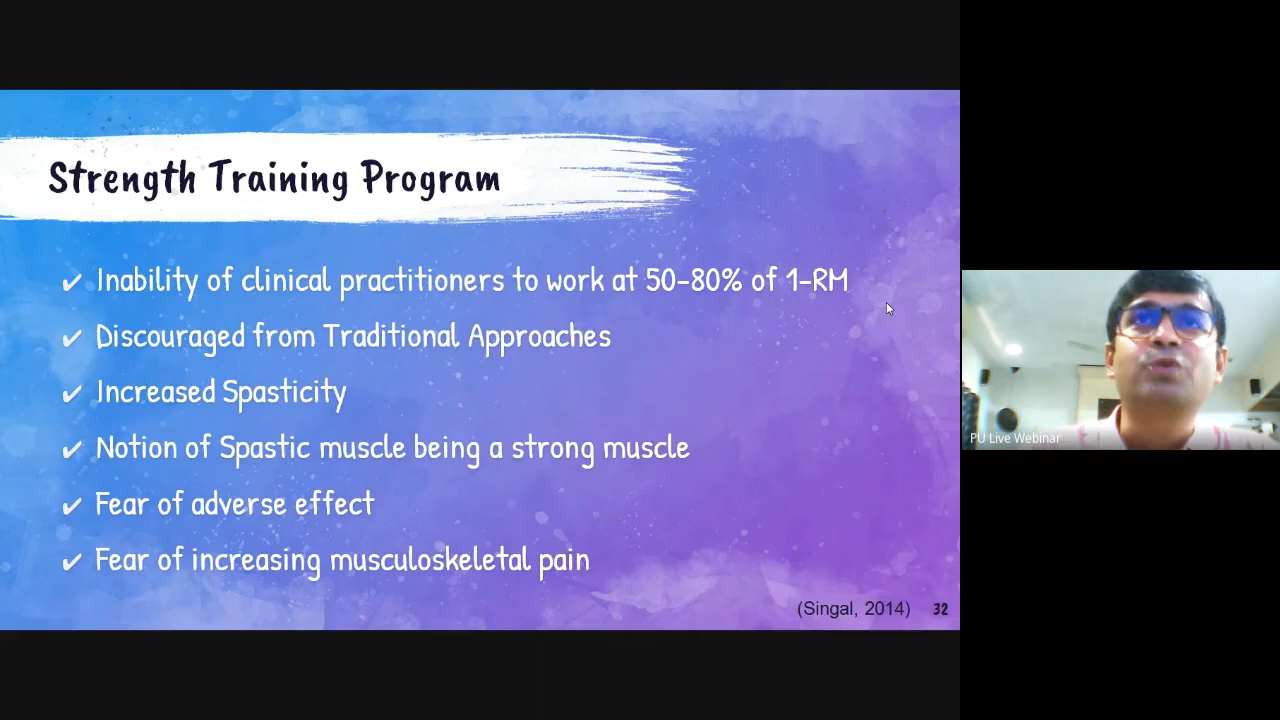 Strength Training Program
✔ Inability of clinical practitioners to work at 50-80% of 1-RM
✔ Discouraged from Traditional Approaches
✔ Increased Spasticity
✔ Notion of Spastic muscle being a strong muscle
✔ Fear of adverse effect
✔ Fear of increasing musculoskeletal pain
(Singal, 2014) 32
PU Live Webinar